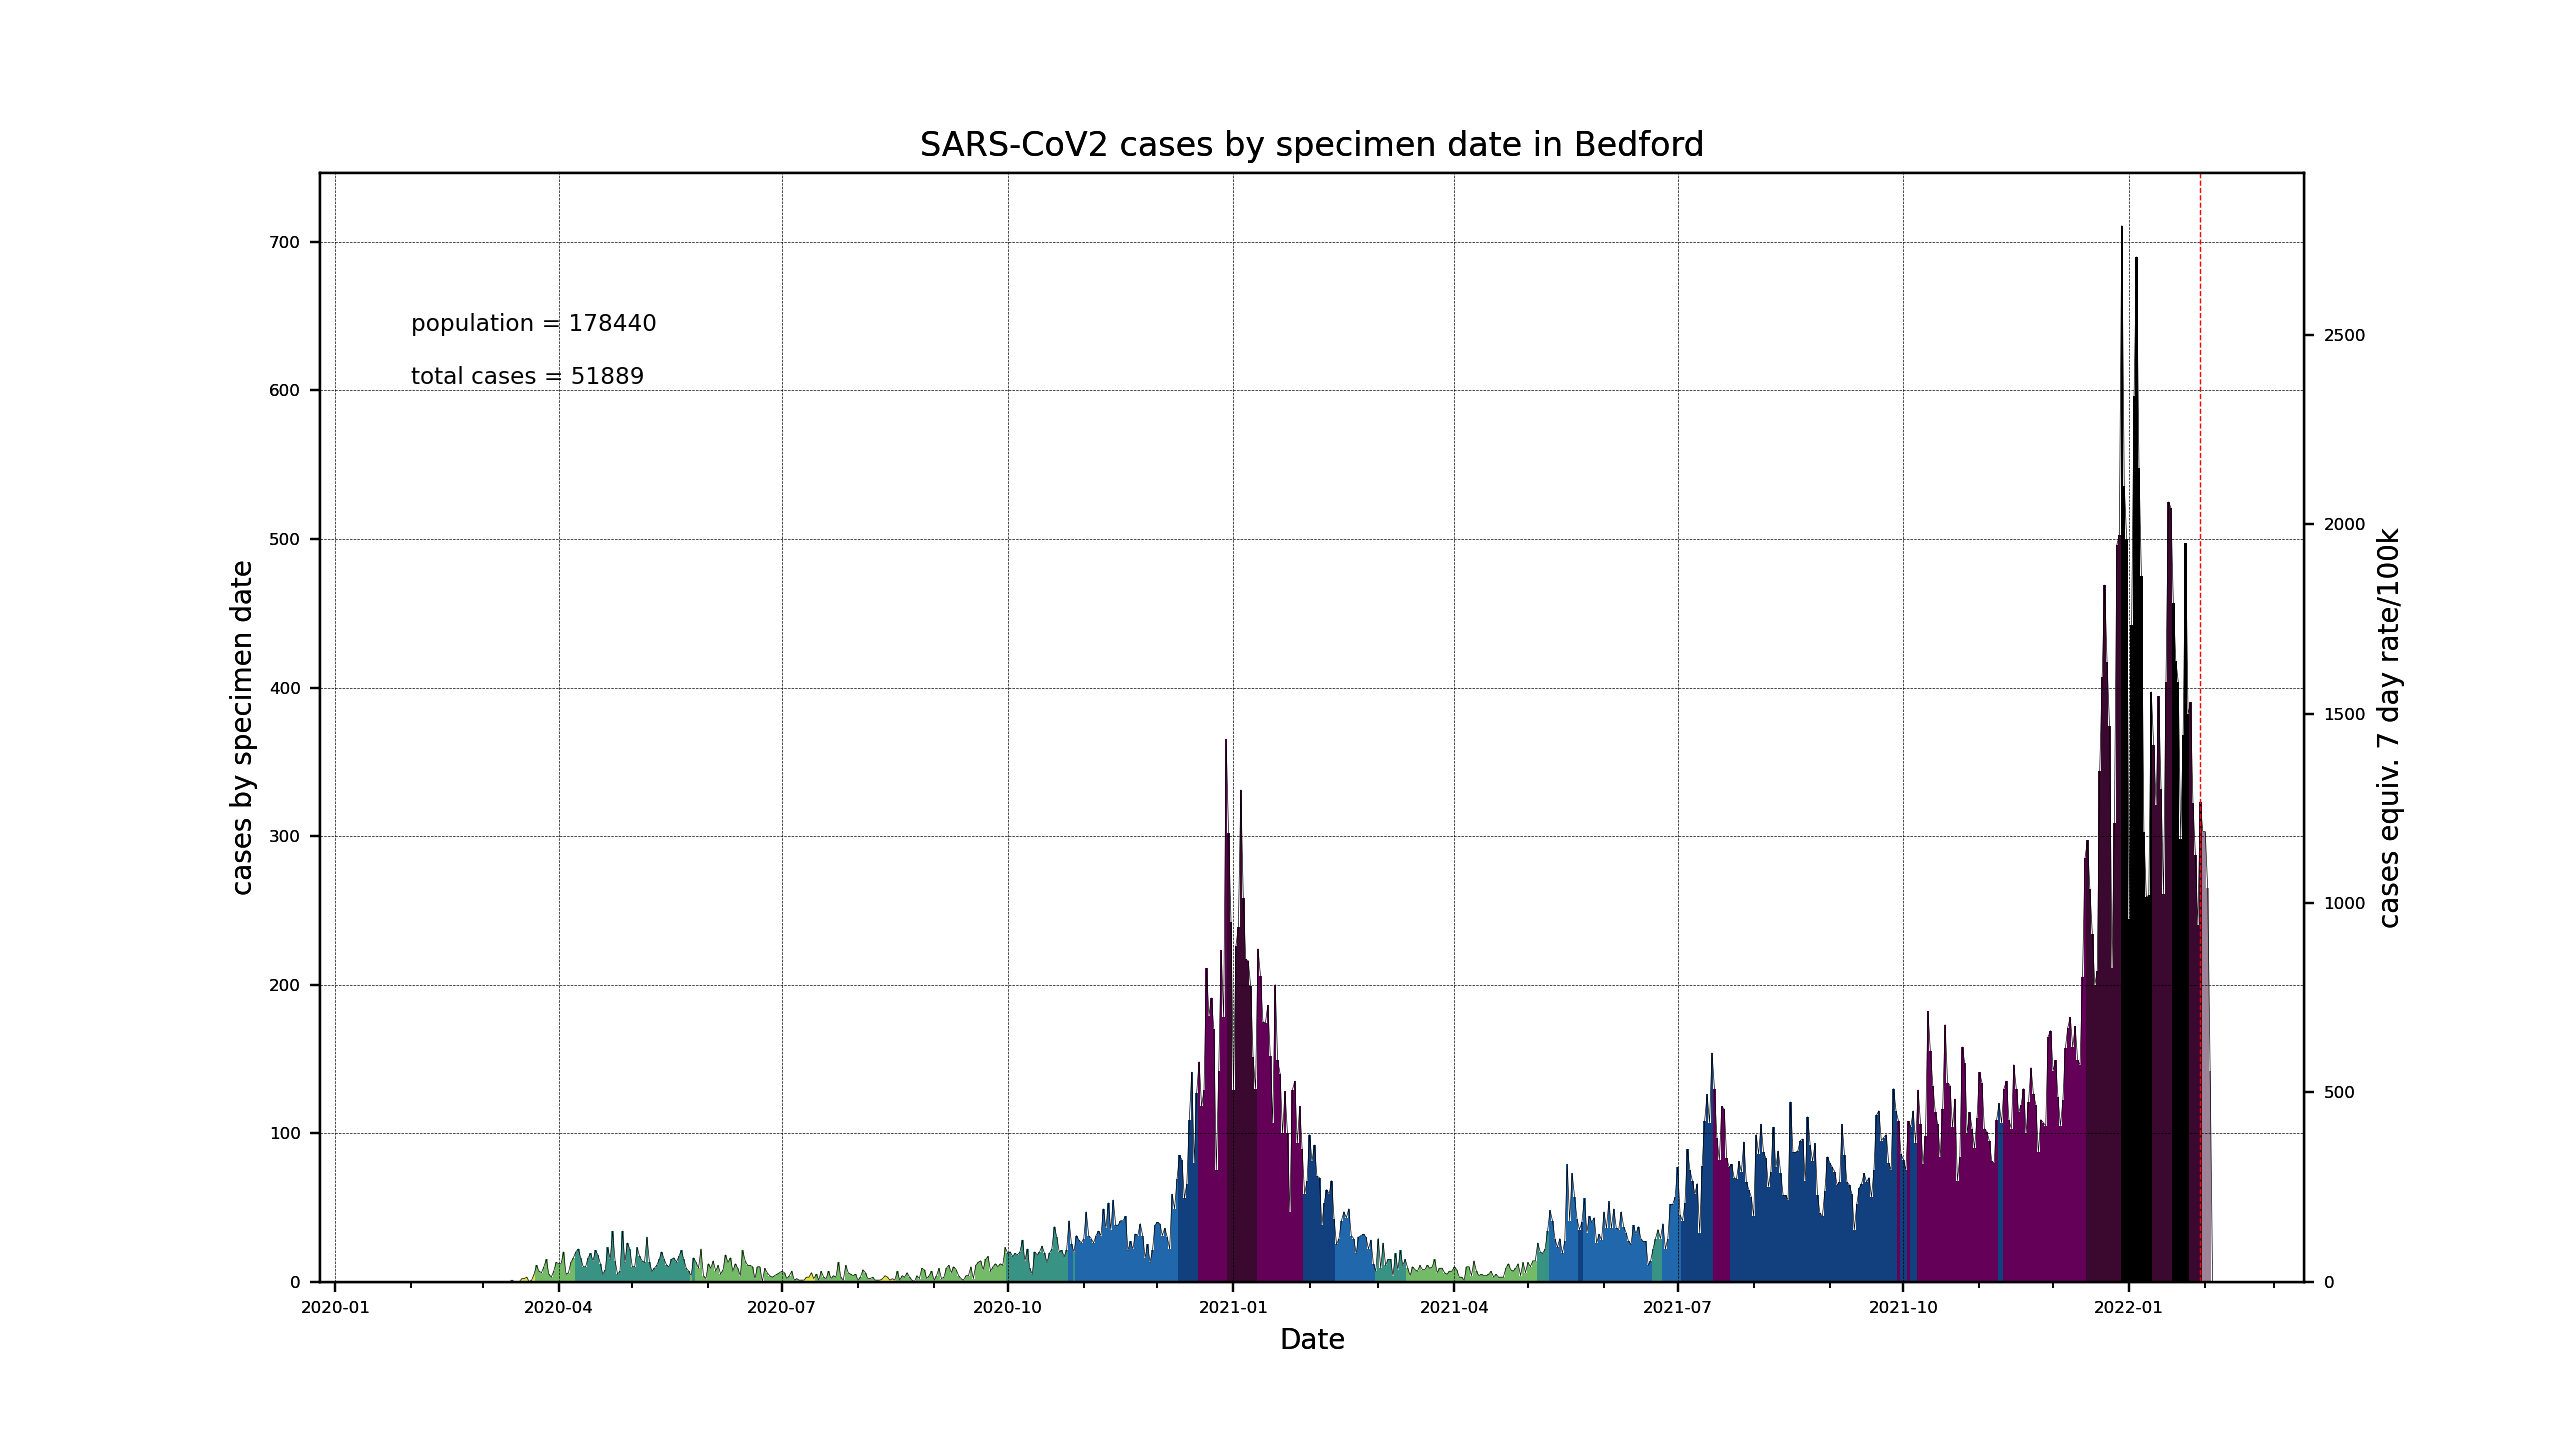 SARS-CoV2 cases by specimen date in Bedford
population = 178440
total cases = 51889
cases by specimen date
700
600
500
400
300
200
100
0
cases equiv. 7 day rate/100k
2500
2000
1500
1000
500
0
2020-01 2020-04 2020-07 2020-10 2021-01 2021-04 2021-07 2021-10 2022-01
Date